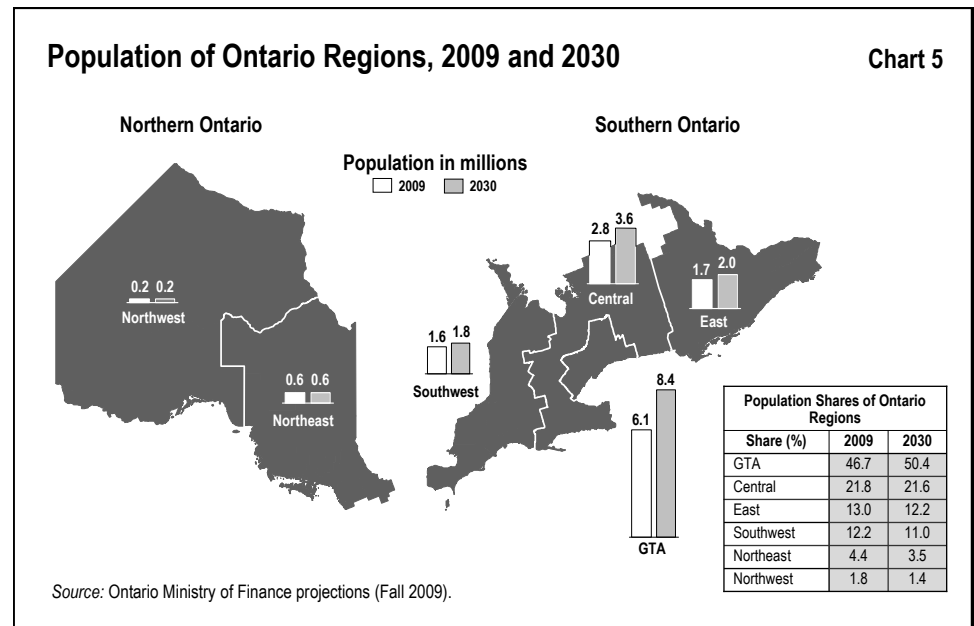 Population of Ontario Regions, 2009 and 2030
Chart 5
Northern Ontario
Southern Ontario
Population in millions
2009 2030
0.2 0.2
Northwest
0.6 0.6
Northeast
2.8 3.6
Central
1.7 2.0
East
1.6 1.8
Southwest
6.1 8.4
GTA
Population Shares of Ontario
Regions
Share (%) 2009 2030
GTA 46.7 50.4
Central 21.8 21.6
East 13.0 12.2
Southwest 12.2 11.0
Northeast 4.4 3.5
Northwest 1.8 1.4
Source: Ontario Ministry of Finance projections (Fall 2009).